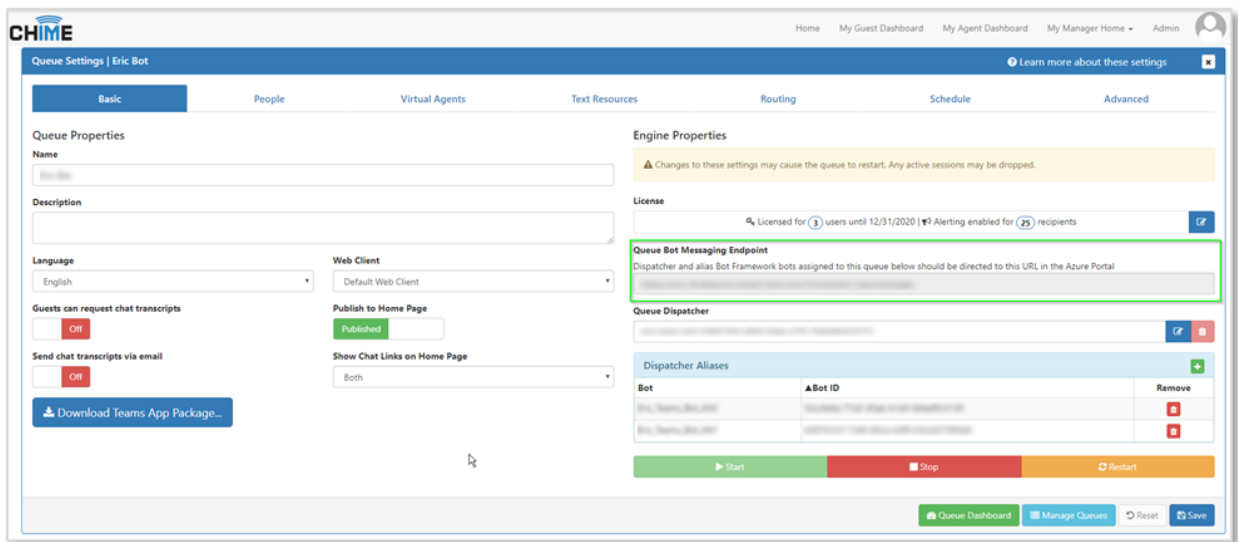 CHIME
Home My Guest Dashboard My Agent Dashboard My Manager Home Admin
Queue Settings | Eric Bot
Learn more about these settings
Basic People Virtual Agents Text Resources Routing Schedule Advanced
Queue Properties
Name
Description
Language Web Client
English Default Web Client
Guests can request chat transcripts Publish to Home Page
Off Published
Send chat transcripts via email Show Chat Links on Home Page
Off Both
Download Teams App Package...
Engine Properties
Changes to these settings may cause the queue to restart. Any active sessions may be dropped.
License
Licensed for 3 users until 12/31/2020 | Alerting enabled for 25 recipients
Queue Bot Messaging Endpoint
Dispatcher and alias Bot Framework bots assigned to this queue below should be directed to this URL in the Azure Portal
Queue Dispatcher
Dispatcher Aliases
Bot ▲Bot ID Remove
Start Stop Restart
Queue Dashboard Manage Queues Reset Save